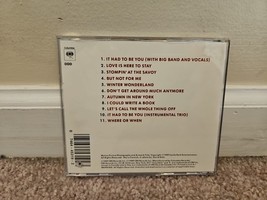 1. IT HAD TO BE YOU (WITH BIG BAND AND VOCALS)
2. LOVE IS HERE TO STAY
3. STOMPIN' AT THE SAVOY
4. BUT NOT FOR ME
5. WINTER WONDERLAND
6. DON'T GET AROUND MUCH ANYMORE
7. AUTUMN IN NEW YORK
8. I COULD WRITE A BOOK
9. LET'S CALL THE WHOLE THING OFF
10. IT HAD TO BE YOU (INSTRUMENTAL TRIO)
11. WHERE OR WHEN